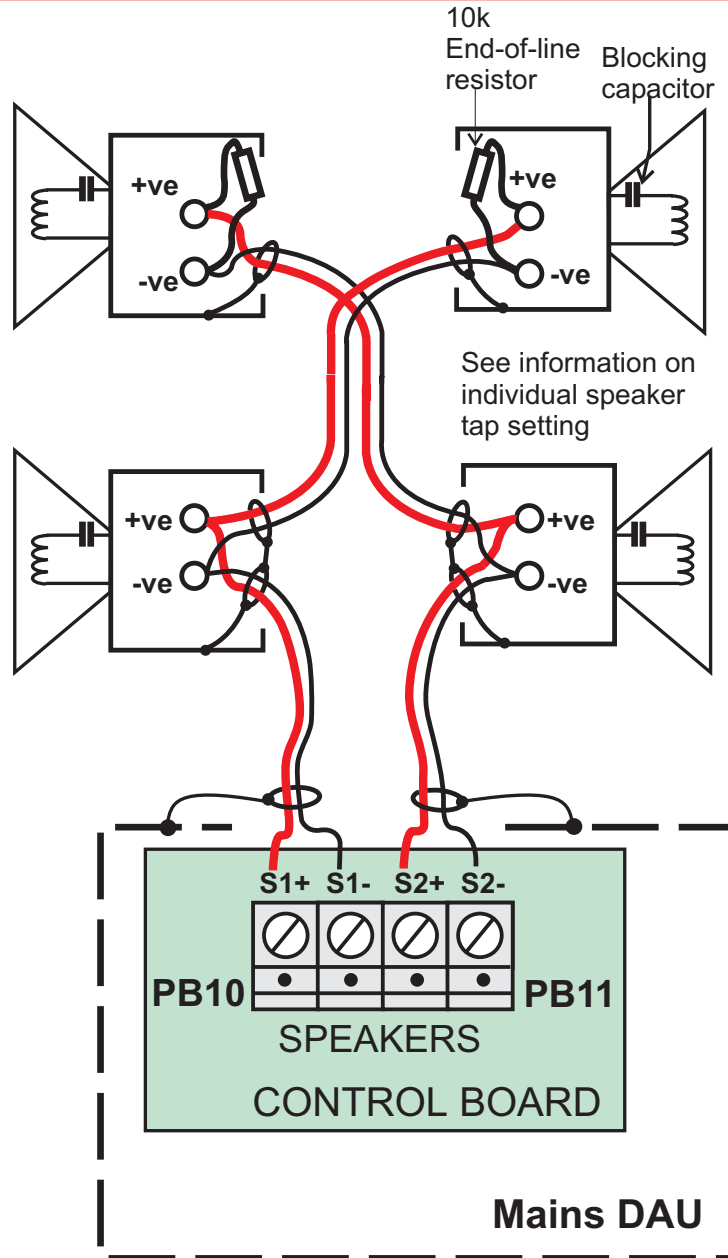 10k
End-of-line
resistor
Blocking
capacitor
+ve
-ve
+ve
-ve
See information on
individual speaker
tap setting
+ve
-ve
+ve
-ve
S1+ S1- S2+ S2-
PB10
PB11
SPEAKERS
CONTROL BOARD
Mains DAU